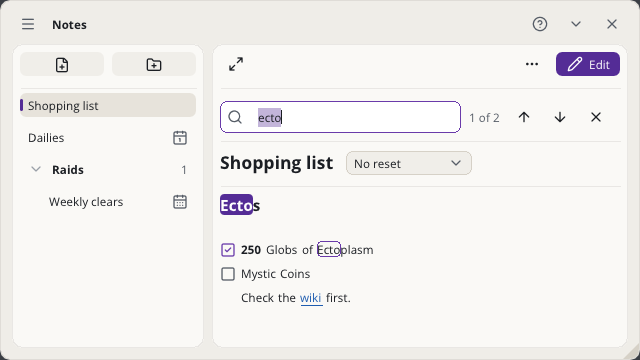 Notes
Edit
Shopping list
Dailies
Raids 1
Weekly clears
ecto 1 of 2
Shopping list No reset
Ectos
250 Globs of Ectoplasm
Mystic Coins
Check the wiki first.